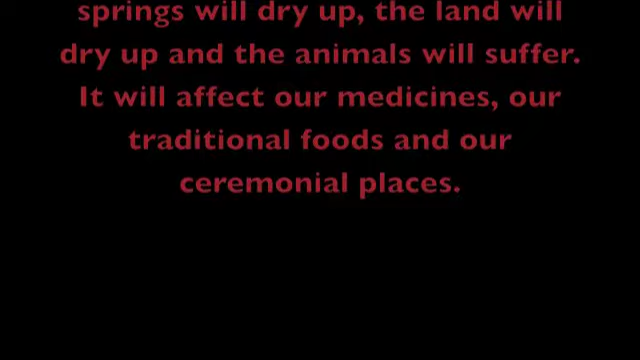 springs will dry up, the land will
dry up and the animals will suffer.
It will affect our medicines, our
traditional foods and our
ceremonial places.